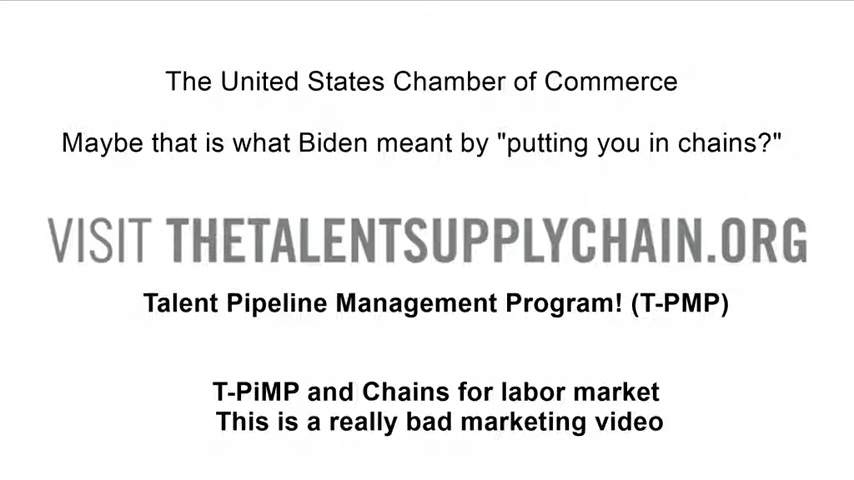 The United States Chamber of Commerce
Maybe that is what Biden meant by "putting you in chains?"
VISIT THETALENTSUPPLYCHAIN.ORG
Talent Pipeline Management Program! (T-PMP)
T-PiMP and Chains for labor market
This is a really bad marketing video